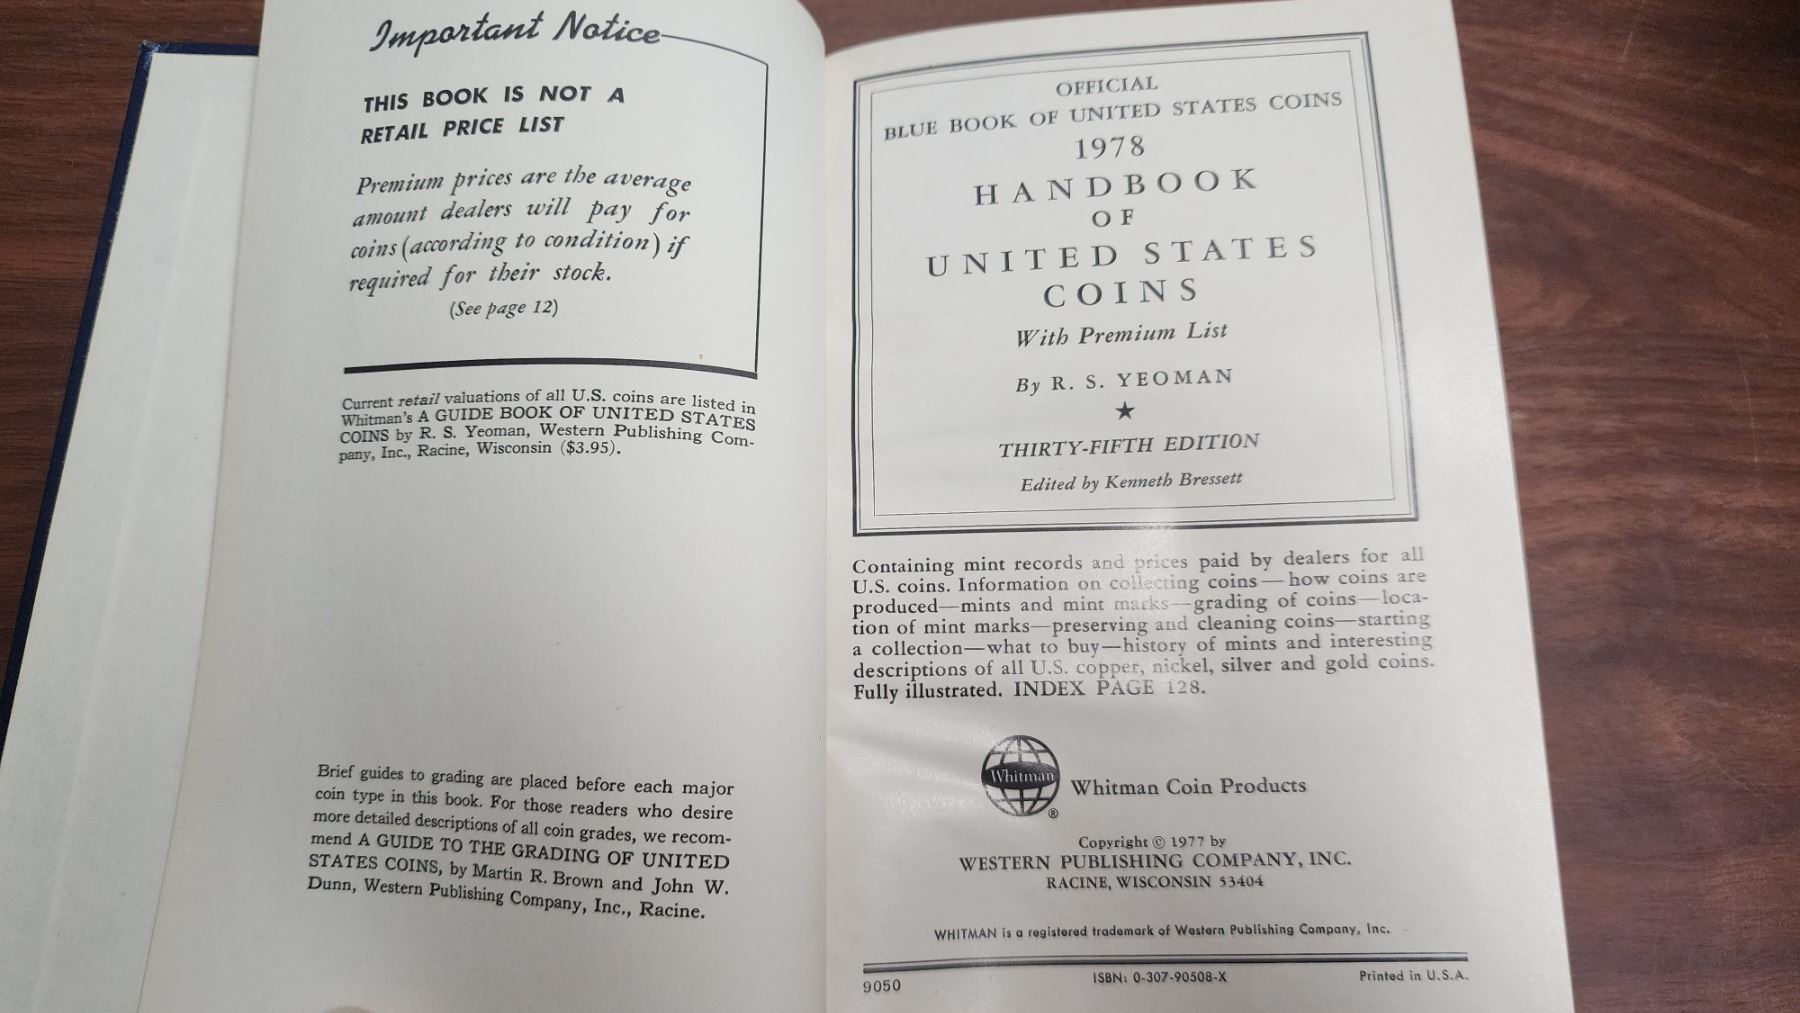 Important Notice
THIS BOOK IS NOT A
RETAIL PRICE LIST
Premium prices are the average
amount dealers will pay for
coins (according to condition) if
required for their stock.
(See page 12)
Current retail valuations of all U.S. coins are listed in
Whitman's A GUIDE BOOK OF UNITED STATES
COINS by R. S. Yeoman, Western Publishing Com-
pany, Inc., Racine, Wisconsin ($3.95).
Brief guides to grading are placed before each major
coin type in this book. For those readers who desire
more detailed descriptions of all coin grades, we recom-
mend A GUIDE TO THE GRADING OF UNITED
STATES COINS, by Martin R. Brown and John W.
Dunn, Western Publishing Company, Inc., Racine.
OFFICIAL
BLUE BOOK OF UNITED STATES COINS
1978
HANDBOOK
OF
UNITED STATES
COINS
With Premium List
By R. S. YEOMAN
★
THIRTY-FIFTH EDITION
Edited by Kenneth Bressett
Containing mint records and prices paid by dealers for all
U.S. coins. Information on collecting coins—how coins are
produced—mints and mint marks—grading of coins—loca-
tion of mint marks—preserving and cleaning coins—starting
a collection—what to buy—history of mints and interesting
descriptions of all U.S. copper, nickel, silver and gold coins.
Fully illustrated. INDEX PAGE 128.
Whitman ® Whitman Coin Products
Copyright © 1977 by
WESTERN PUBLISHING COMPANY, INC.
RACINE, WISCONSIN 53404
WHITMAN is a registered trademark of Western Publishing Company, Inc.
9050 ISBN: 0-307-90508-X Printed in U.S.A.